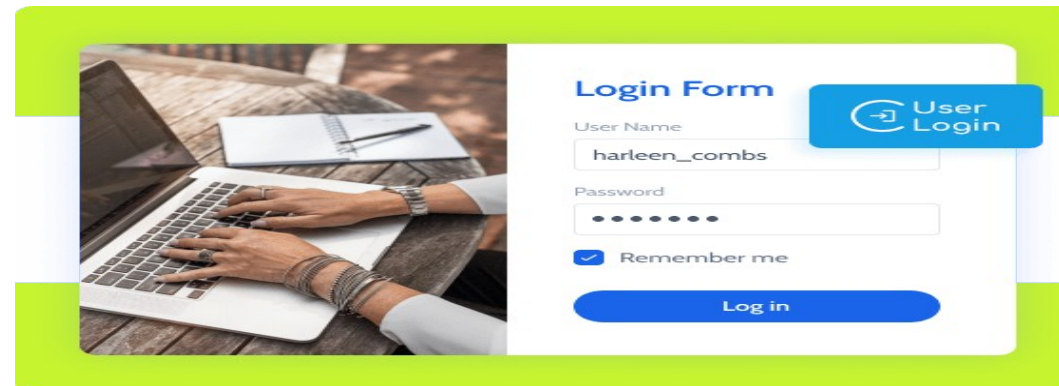 Login Form
User Name
harleen_combs
Password
•••••••
Remember me
Log in
User
Login